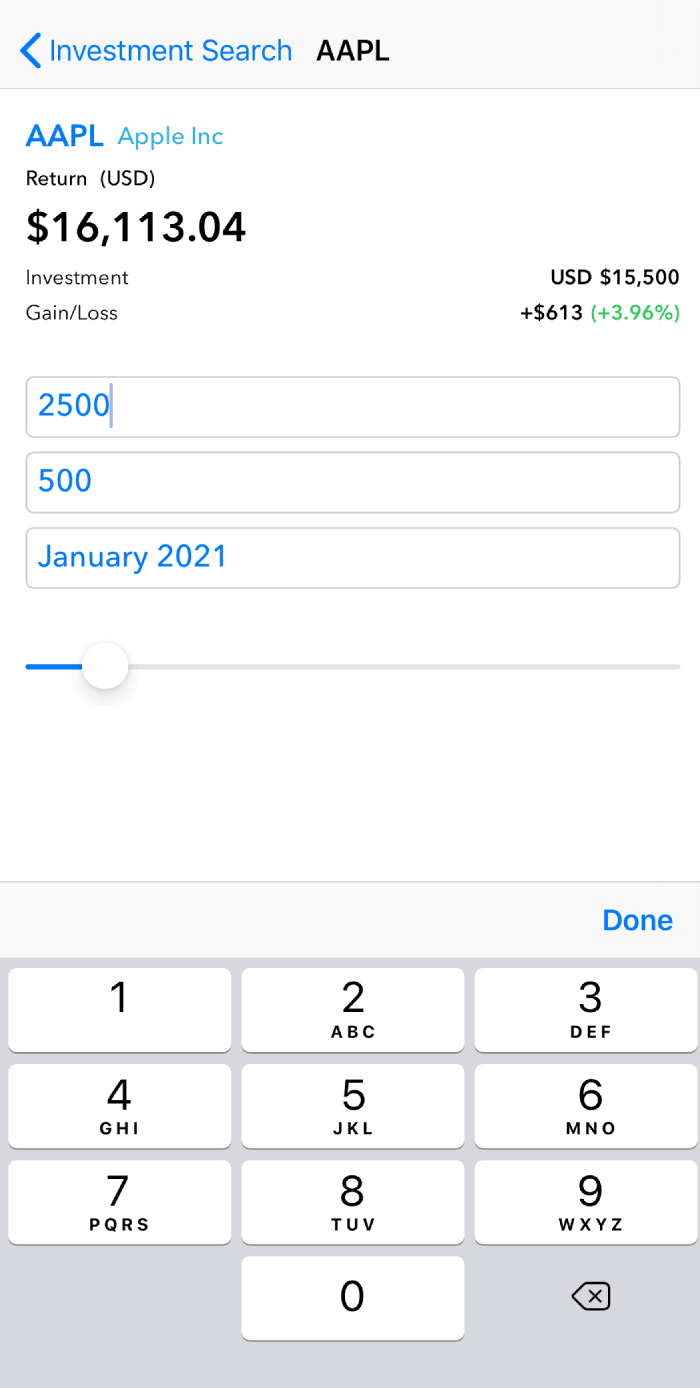 Investment Search AAPL
AAPL Apple Inc
Return (USD)
$16,113.04
Investment USD $15,500
Gain/Loss +$613 (+3.96%)
2500
500
January 2021
Done
1 2 3
ABC DEF
4 5 6
GHI JKL MNO
7 8 9
PQRS TUV WXYZ
0